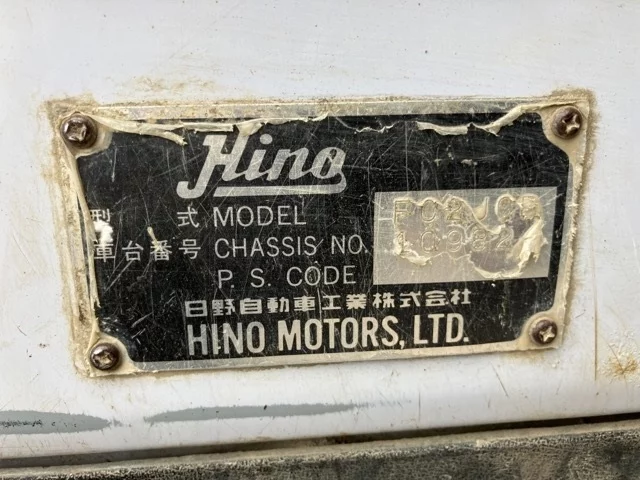 Hino
型 式 MODEL
車台番号 CHASSIS NO.
P. S. CODE
日野自動車工業株式会社
HINO MOTORS, LTD.